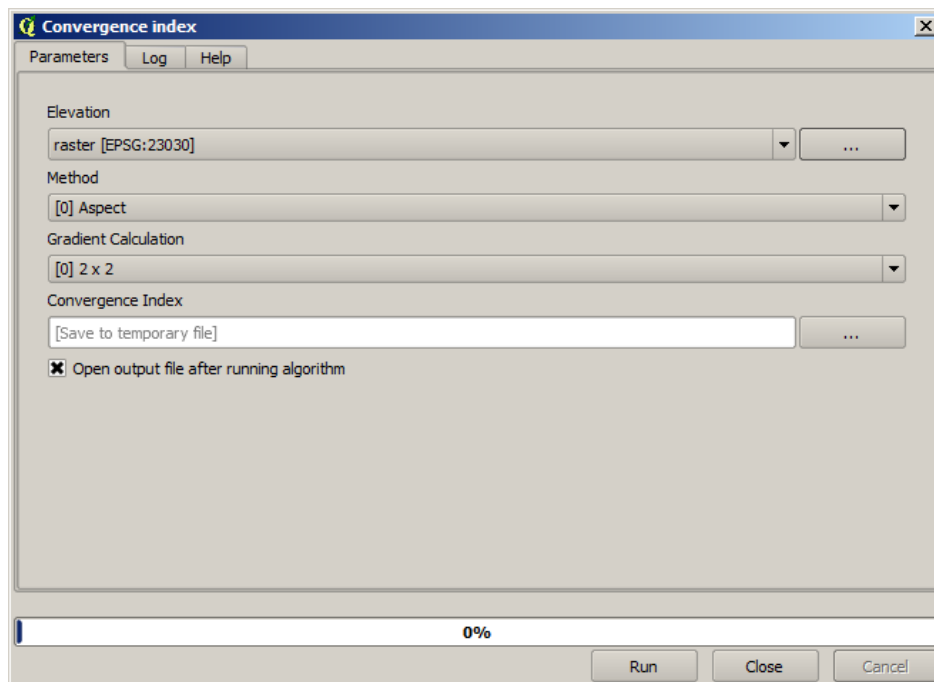 Convergence index
Parameters Log Help
Elevation
raster [EPSG:23030]
...
Method
[0] Aspect
Gradient Calculation
[0] 2 x 2
Convergence Index
[Save to temporary file]
...
Open output file after running algorithm
0%
Run Close Cancel